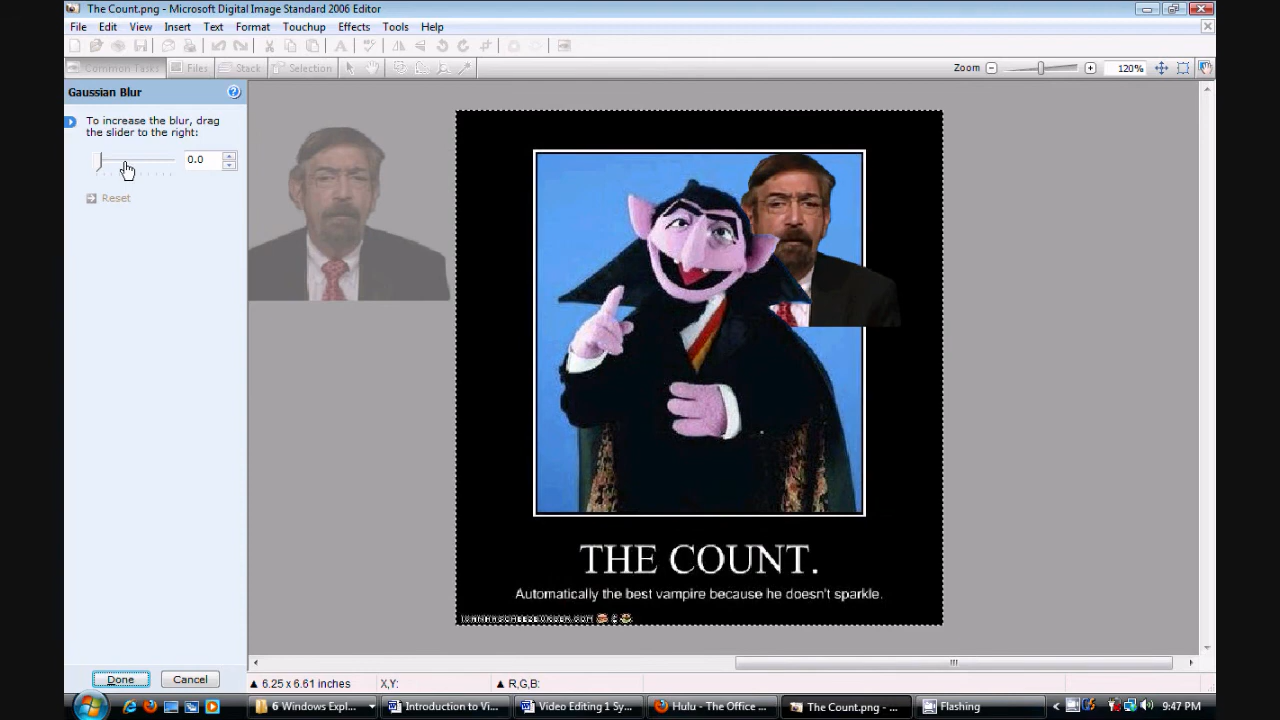 The Count.png - Microsoft Digital Image Standard 2006 Editor
File Edit View Insert Text Format Touchup Effects Tools Help
Common Tasks Files Stack Selection Zoom 120%
Gaussian Blur
To increase the blur, drag
the slider to the right:
0.0
Reset
THE COUNT.
Automatically the best vampire because he doesn't sparkle.
Done Cancel
6.25 x 6.61 inches X,Y: R,G,B:
6 Windows Expl... Introduction to Vi... Video Editing 1 Sy... Hulu - The Office ... The Count.png - ... Flashing 9:47 PM